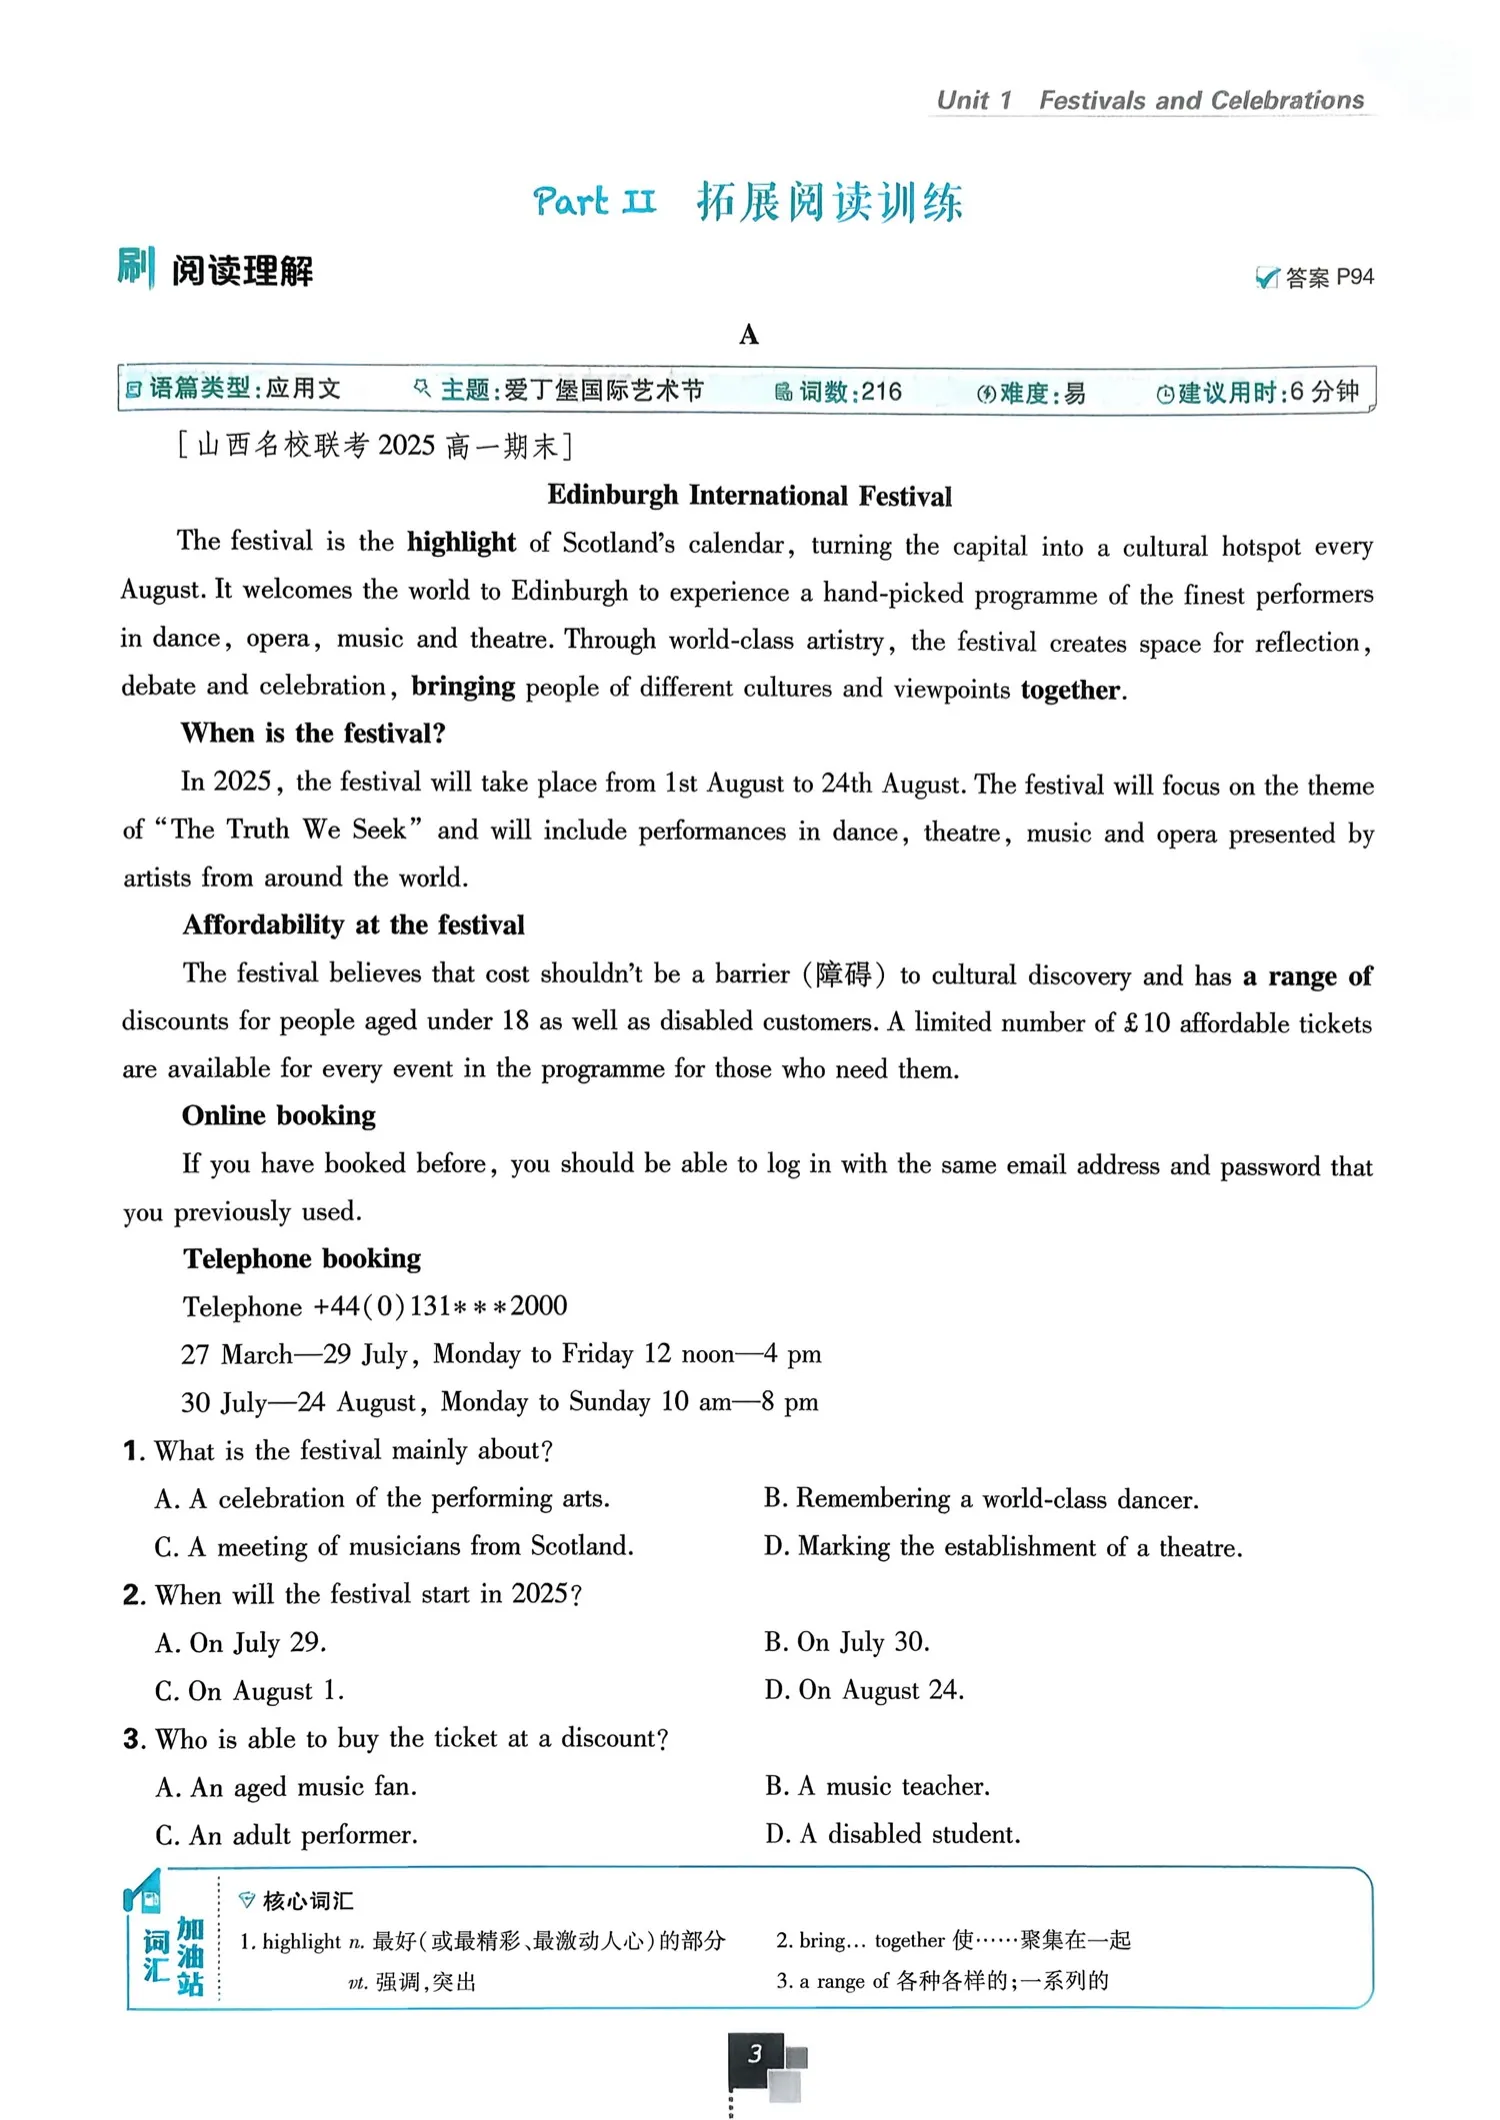 Unit 1 Festivals and Celebrations
Part II 拓展阅读训练
刷 阅读理解
答案 P94
A
语篇类型:应用文 主题:爱丁堡国际艺术节 词数:216 难度:易 建议用时:6 分钟
[山西名校联考 2025 高一期末]
Edinburgh International Festival
The festival is the highlight of Scotland's calendar, turning the capital into a cultural hotspot every
August. It welcomes the world to Edinburgh to experience a hand-picked programme of the finest performers
in dance, opera, music and theatre. Through world-class artistry, the festival creates space for reflection,
debate and celebration, bringing people of different cultures and viewpoints together.
When is the festival?
In 2025, the festival will take place from 1st August to 24th August. The festival will focus on the theme
of “The Truth We Seek” and will include performances in dance, theatre, music and opera presented by
artists from around the world.
Affordability at the festival
The festival believes that cost shouldn't be a barrier (障碍) to cultural discovery and has a range of
discounts for people aged under 18 as well as disabled customers. A limited number of £10 affordable tickets
are available for every event in the programme for those who need them.
Online booking
If you have booked before, you should be able to log in with the same email address and password that
you previously used.
Telephone booking
Telephone +44(0)131***2000
27 March—29 July, Monday to Friday 12 noon—4 pm
30 July—24 August, Monday to Sunday 10 am—8 pm
1. What is the festival mainly about?
A. A celebration of the performing arts. B. Remembering a world-class dancer.
C. A meeting of musicians from Scotland. D. Marking the establishment of a theatre.
2. When will the festival start in 2025?
A. On July 29. B. On July 30.
C. On August 1. D. On August 24.
3. Who is able to buy the ticket at a discount?
A. An aged music fan. B. A music teacher.
C. An adult performer. D. A disabled student.
词汇加油站
核心词汇
1. highlight n. 最好(或最精彩、最激动人心)的部分 2. bring... together 使……聚集在一起
vt. 强调,突出 3. a range of 各种各样的;一系列的
3